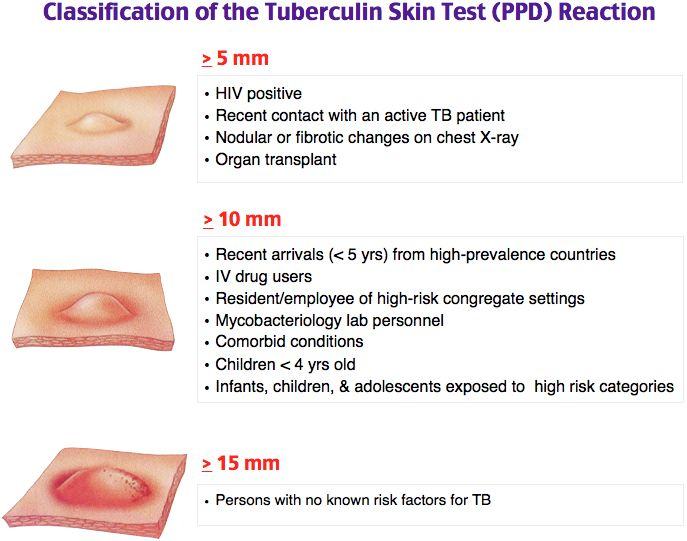 Classification of the Tuberculin Skin Test (PPD) Reaction
≥ 5 mm
• HIV positive
• Recent contact with an active TB patient
• Nodular or fibrotic changes on chest X-ray
• Organ transplant
≥ 10 mm
• Recent arrivals (< 5 yrs) from high-prevalence countries
• IV drug users
• Resident/employee of high-risk congregate settings
• Mycobacteriology lab personnel
• Comorbid conditions
• Children < 4 yrs old
• Infants, children, & adolescents exposed to high risk categories
≥ 15 mm
• Persons with no known risk factors for TB